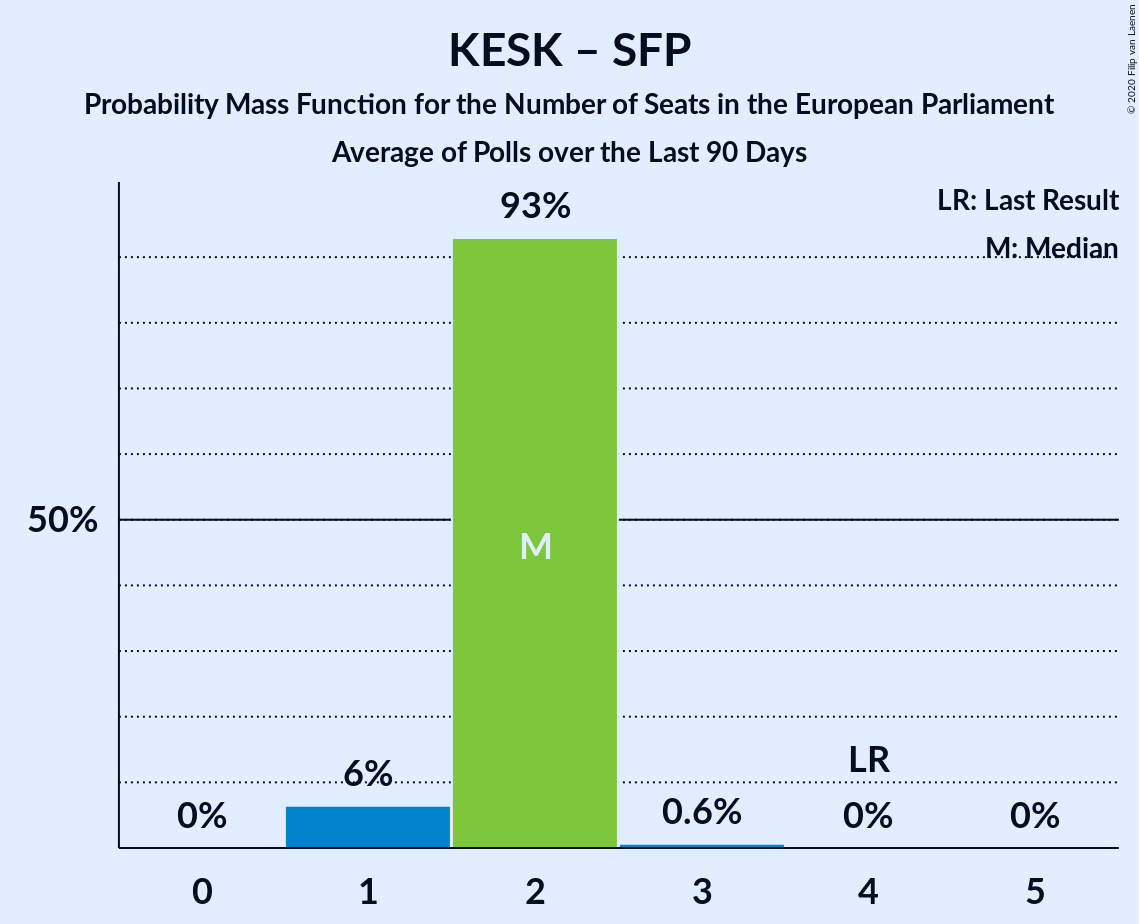 KESK – SFP
Probability Mass Function for the Number of Seats in the European Parliament
Average of Polls over the Last 90 Days
© 2020 Filip van Laenen
LR: Last Result
M: Median
93%
50%
M
6%
LR
0%
0.6%
0%
0%
0 1 2 3 4 5